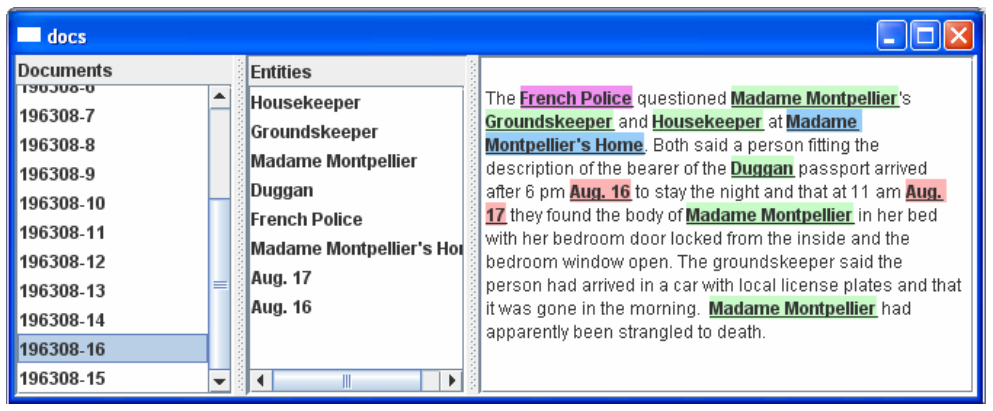 docs
Documents
196308-6
196308-7
196308-8
196308-9
196308-10
196308-11
196308-12
196308-13
196308-14
196308-16
196308-15
Entities
Housekeeper
Groundskeeper
Madame Montpellier
Duggan
French Police
Madame Montpellier's Ho
Aug. 17
Aug. 16
The French Police questioned Madame Montpellier's
Groundskeeper and Housekeeper at Madame
Montpellier's Home. Both said a person fitting the
description of the bearer of the Duggan passport arrived
after 6 pm Aug. 16 to stay the night and that at 11 am Aug.
17 they found the body of Madame Montpellier in her bed
with her bedroom door locked from the inside and the
bedroom window open. The groundskeeper said the
person had arrived in a car with local license plates and that
it was gone in the morning. Madame Montpellier had
apparently been strangled to death.